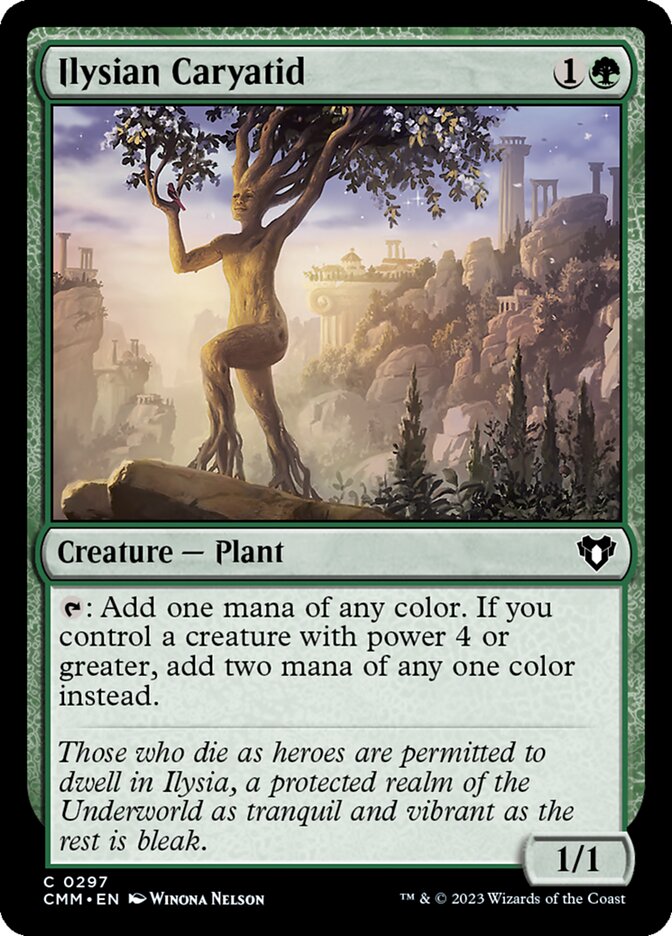 Ilysian Caryatid 1
Creature — Plant
: Add one mana of any color. If you
control a creature with power 4 or
greater, add two mana of any one color
instead.
Those who die as heroes are permitted to
dwell in Ilysia, a protected realm of the
Underworld as tranquil and vibrant as the
rest is bleak.
1/1
C 0297
CMM • EN Winona Nelson
™ & © 2023 Wizards of the Coast